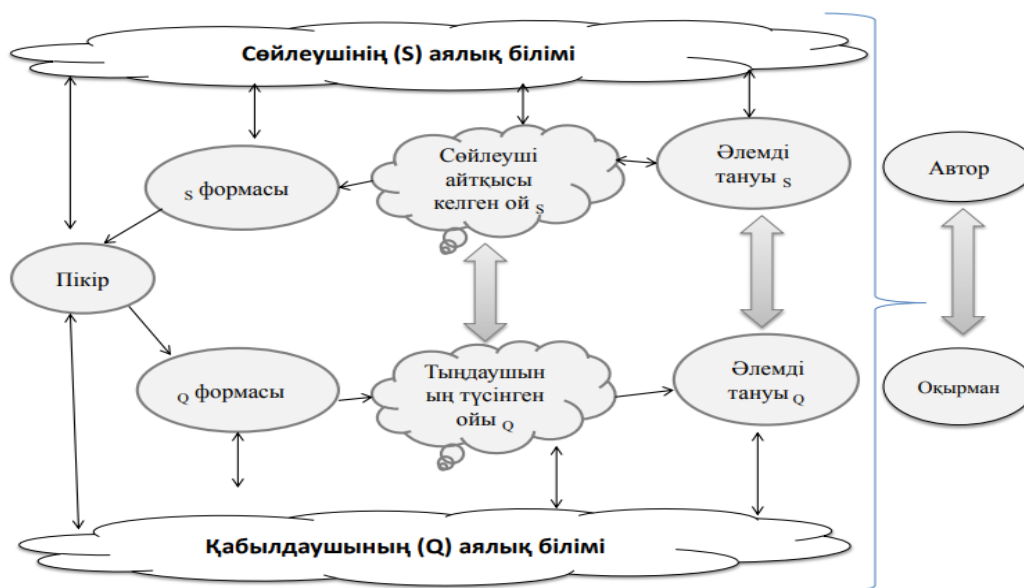 Сөйлеушінің (S) аялық білімі
S формасы
Сөйлеуші
айтқысы
келген ой S
Әлемді
тануы S
Автор
Пікір
Q формасы
Тыңдаушын
ың түсінген
ойы Q
Әлемді
тануы Q
Оқырман
Қабылдаушының (Q) аялық білімі